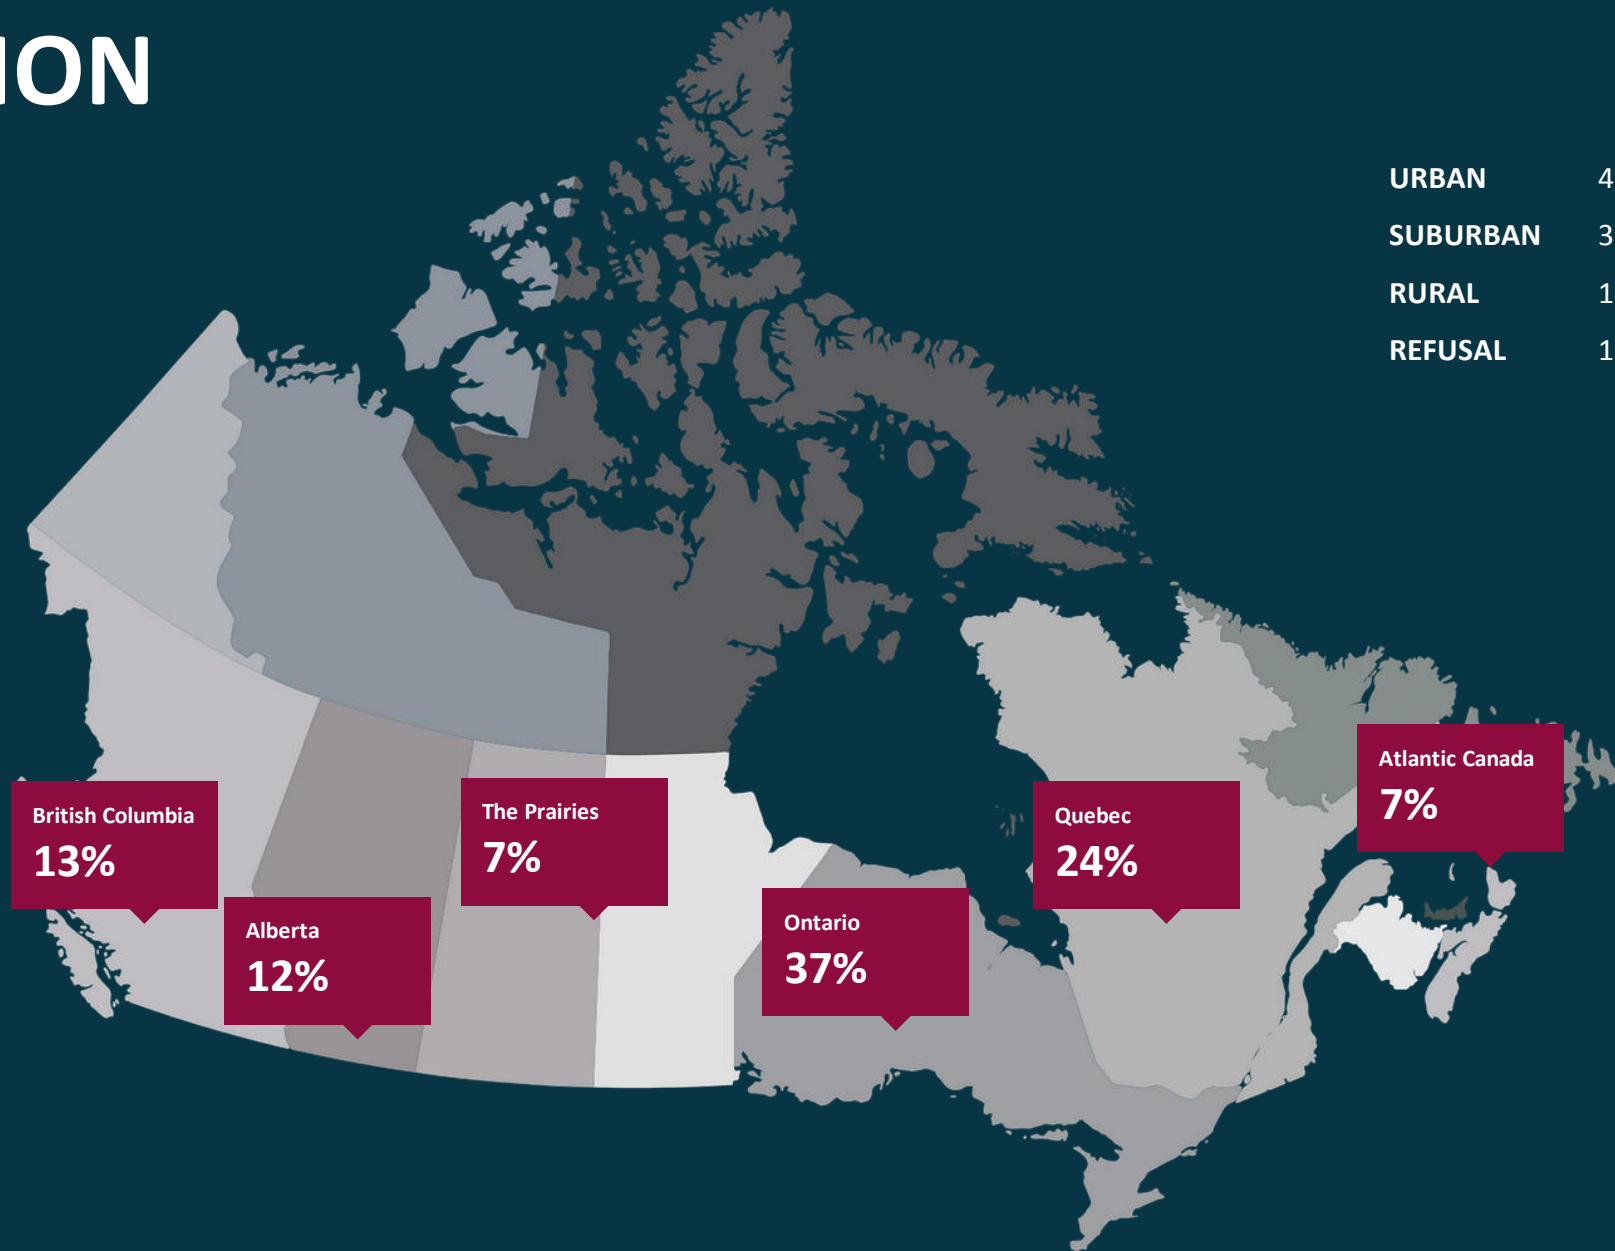 ION
URBAN 4
SUBURBAN 3
RURAL 1
REFUSAL 1
Atlantic Canada
7%
The Prairies
7%
British Columbia
13%
Quebec
24%
Alberta
12%
Ontario
37%